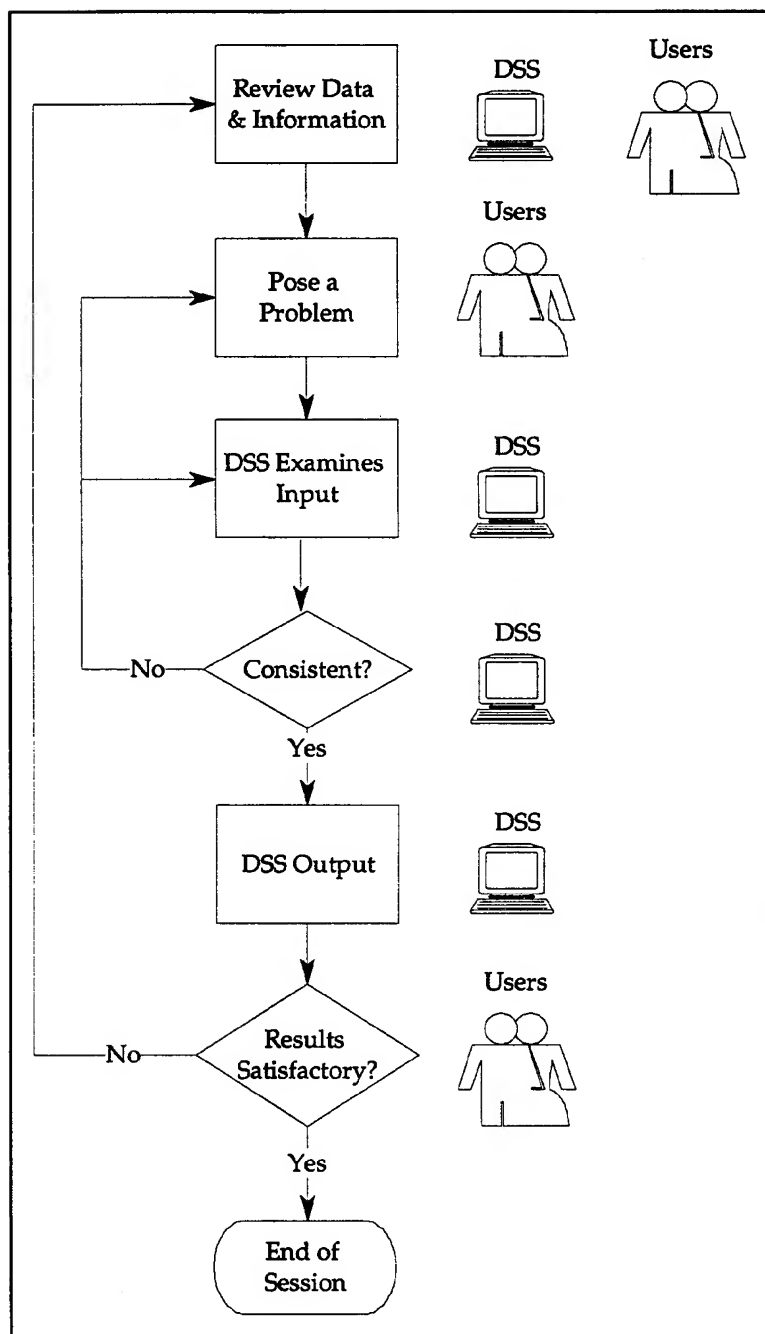 Users
DSS
Review Data
& Information
Users
Pose a
Problem
DSS
DSS Examines
Input
DSS
No
Consistent?
Yes
DSS
DSS Output
Users
Results
No
Satisfactory?
Yes
End of
Session